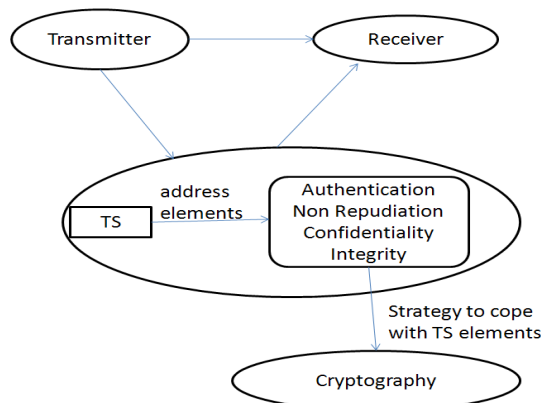 Transmitter
Receiver
address
elements
TS
Authentication
Non Repudiation
Confidentiality
Integrity
Strategy to cope
with TS elements
Cryptography